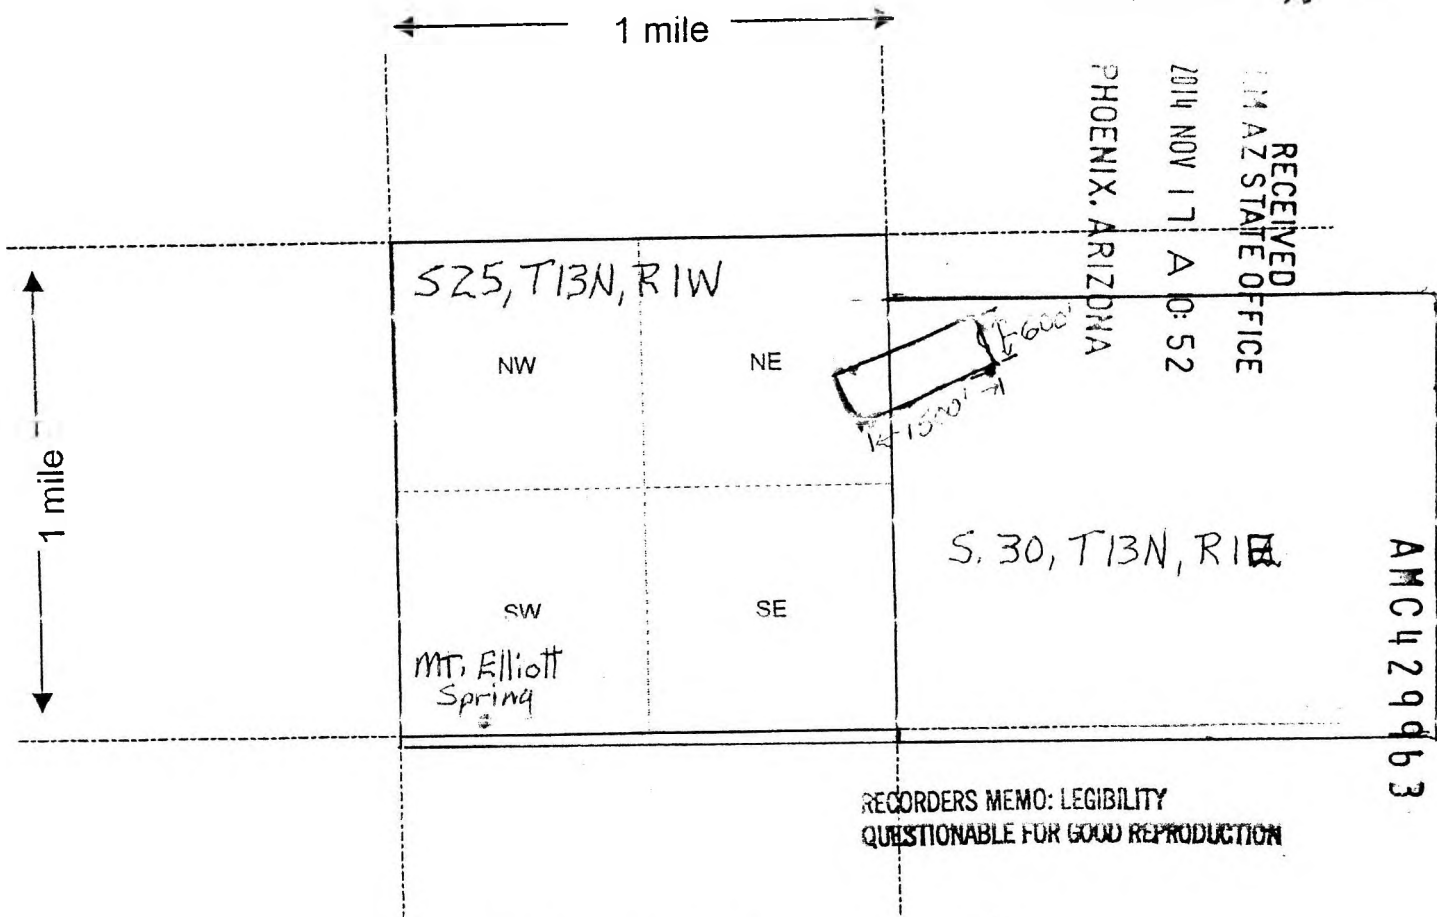 1 mile
RECEIVED
AZ STATE OFFICE
2014 NOV 17 A 10:52
PHOENIX, ARIZONA
S25, T13N, R1W
600'
NW
NE
1500'
1 mile
S. 30, T13N, R1E
SW
SE
MT. Elliott
Spring
AMC429963
RECORDERS MEMO: LEGIBILITY
QUESTIONABLE FOR GOOD REPRODUCTION